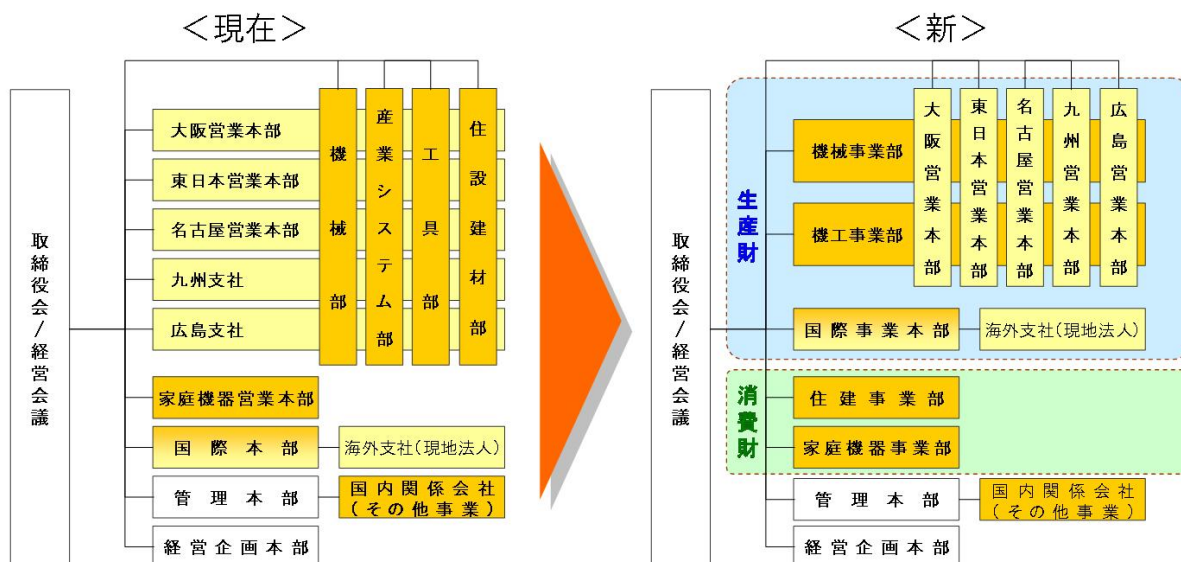 ＜現在＞
取締役会/経営会議
大阪営業本部
東日本営業本部
名古屋営業本部
九州支社
広島支社
機械部
産業システム部
工具部
住設建材部
家庭機器営業本部
国際本部
海外支社(現地法人)
管理本部
国内関係会社
(その他事業)
経営企画本部
＜新＞
取締役会/経営会議
生産財
機械事業部
機工事業部
大阪営業本部
東日本営業本部
名古屋営業本部
九州営業本部
広島営業本部
国際事業本部
海外支社(現地法人)
消費財
住建事業部
家庭機器事業部
管理本部
国内関係会社
(その他事業)
経営企画本部